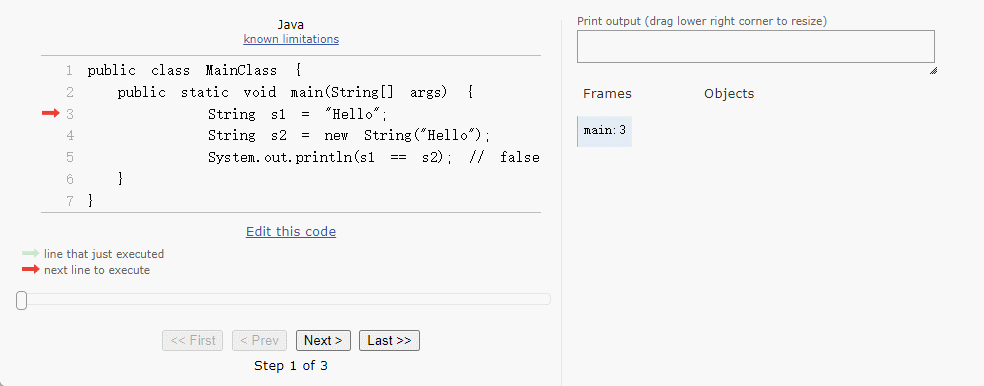 Java
known limitations
1 public class MainClass {
2 public static void main(String[] args) {
3 String s1 = "Hello";
4 String s2 = new String("Hello");
5 System.out.println(s1 == s2); // false
6 }
7 }
Edit this code
line that just executed
next line to execute
<< First
< Prev
Next >
Last >>
Step 1 of 3
Print output (drag lower right corner to resize)
Frames
Objects
main:3